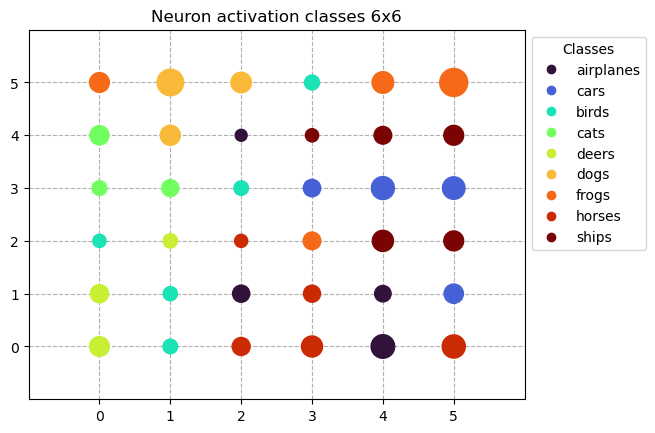 Neuron activation classes 6x6
Classes
airplanes
cars
birds
cats
deers
dogs
frogs
horses
ships
5
4
3
2
1
0
0 1 2 3 4 5